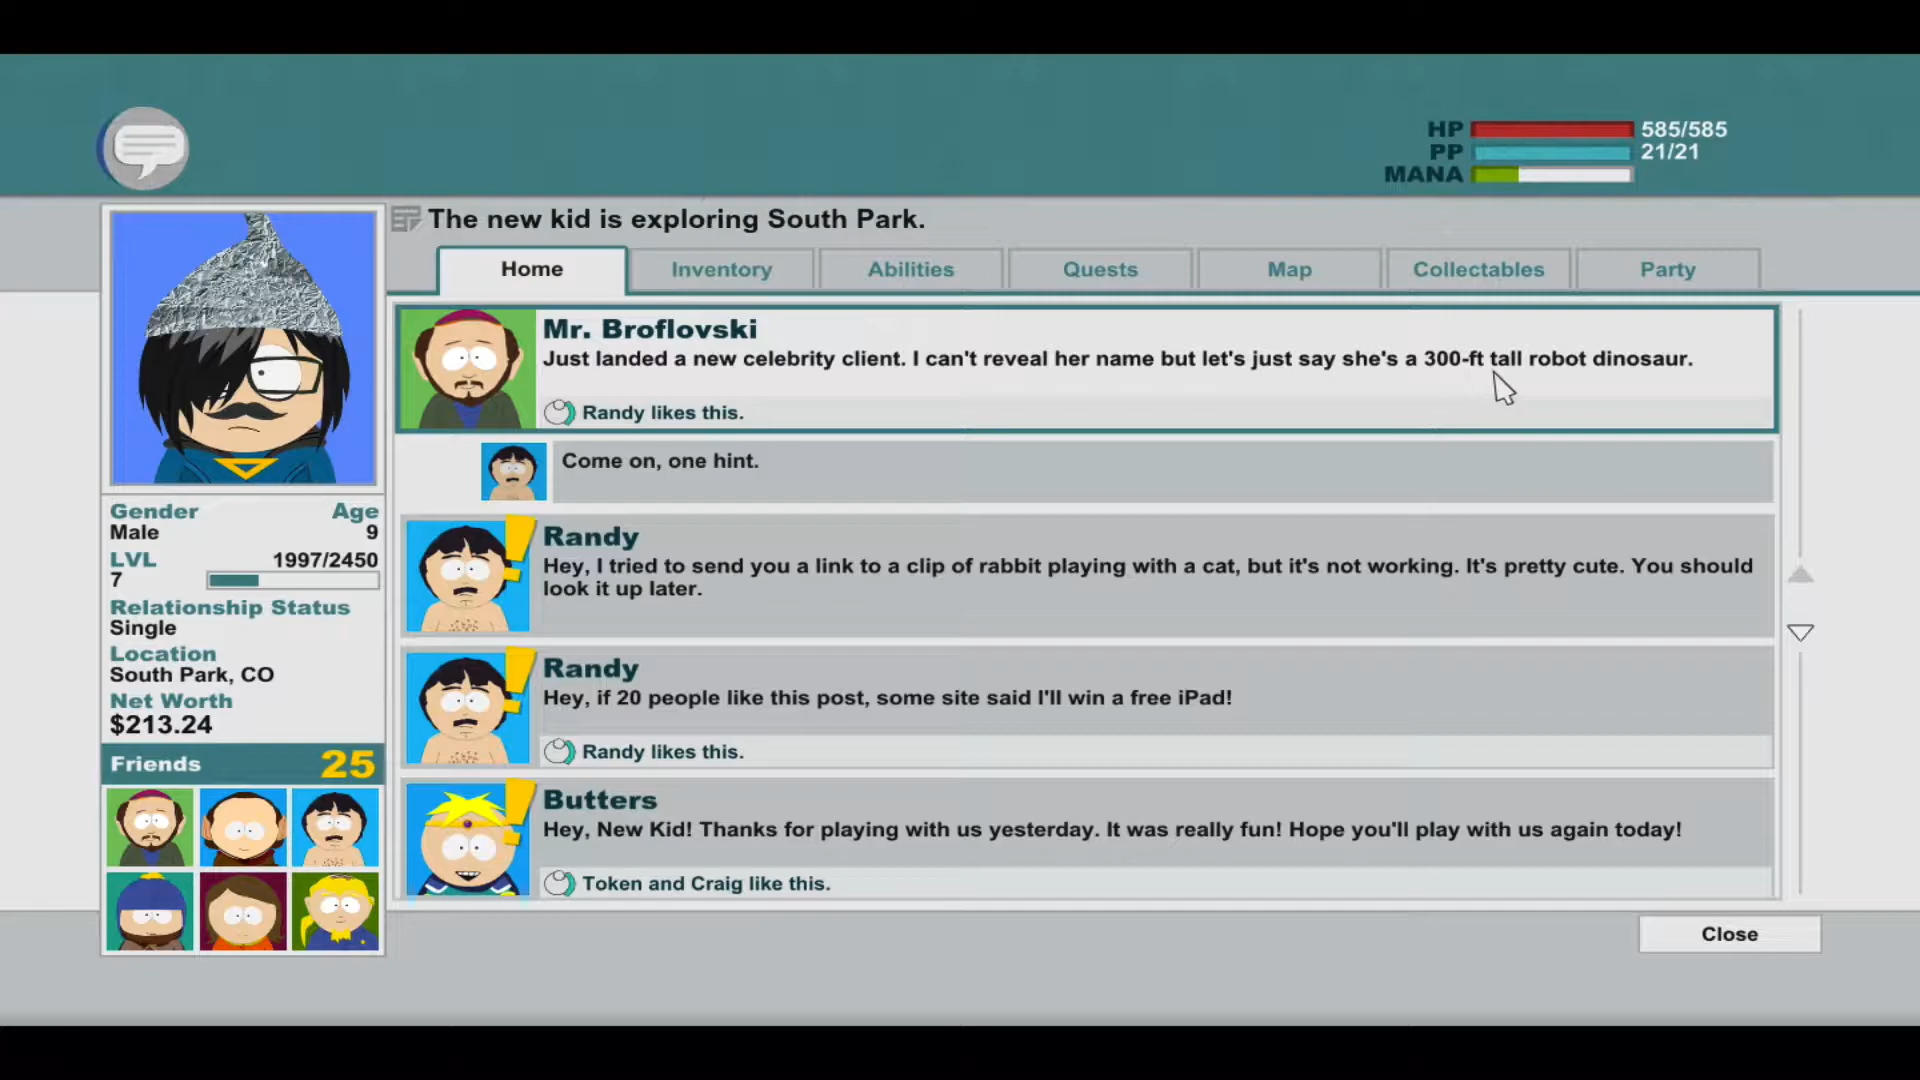 HP 585/585
PP 21/21
MANA
The new kid is exploring South Park.
Home Inventory Abilities Quests Map Collectables Party
Mr. Broflovski
Just landed a new celebrity client. I can't reveal her name but let's just say she's a 300-ft tall robot dinosaur.
Randy likes this.
Come on, one hint.
Randy
Hey, I tried to send you a link to a clip of rabbit playing with a cat, but it's not working. It's pretty cute. You should
look it up later.
Randy
Hey, if 20 people like this post, some site said I'll win a free iPad!
Randy likes this.
Butters
Hey, New Kid! Thanks for playing with us yesterday. It was really fun! Hope you'll play with us again today!
Token and Craig like this.
Gender Age
Male 9
LVL 1997/2450
7
Relationship Status
Single
Location
South Park, CO
Net Worth
$213.24
Friends 25
Close